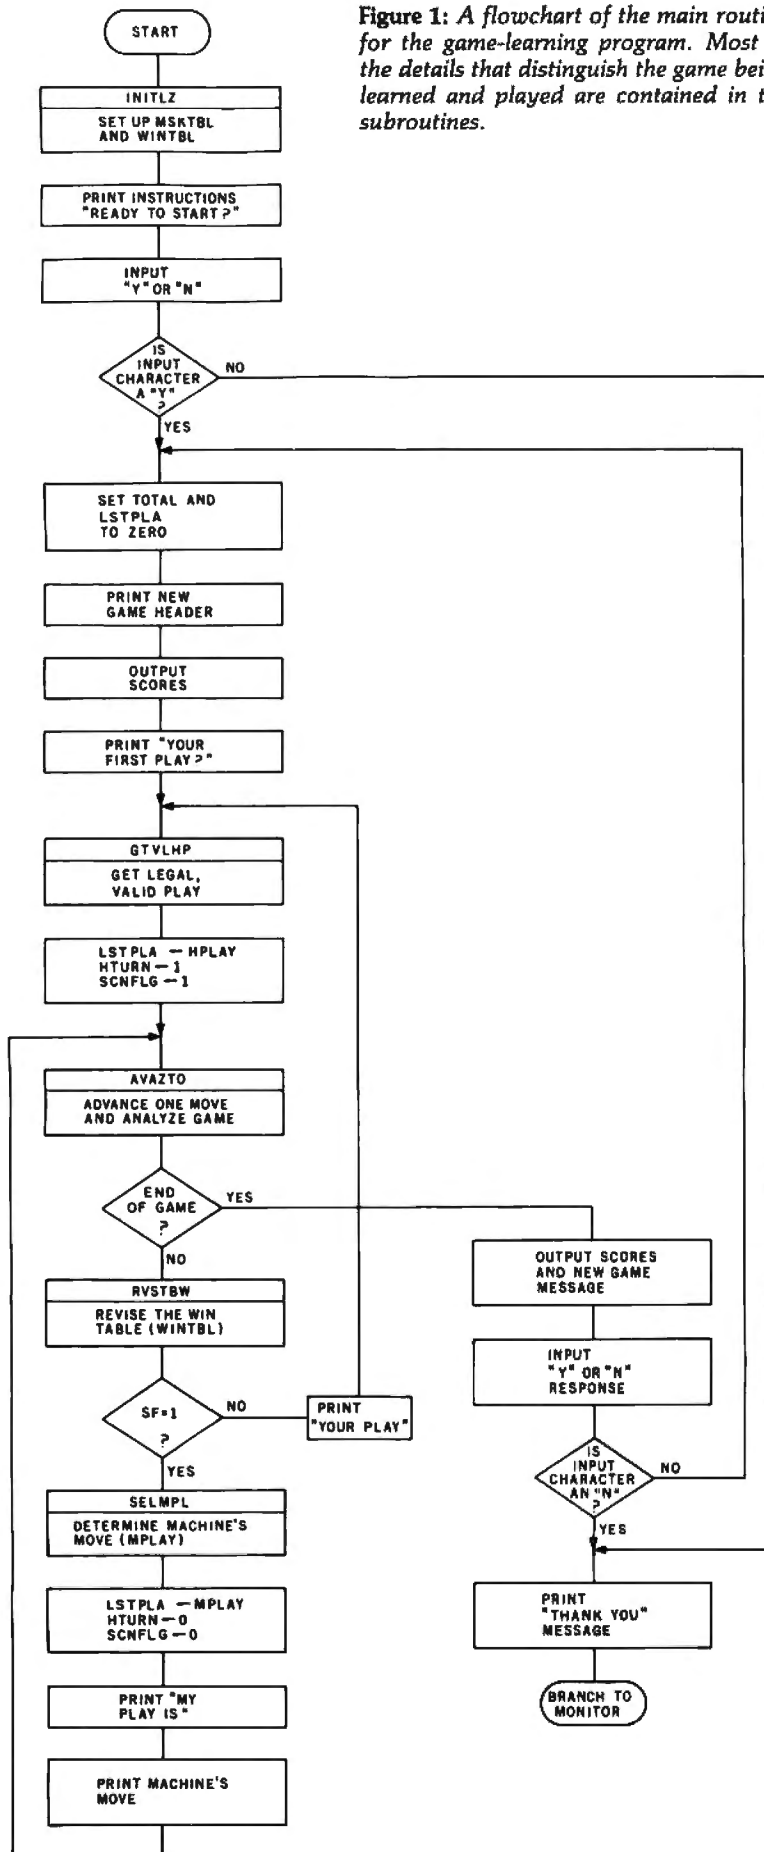 Figure 1: A flowchart of the main routi
for the game-learning program. Most
the details that distinguish the game bei
learned and played are contained in t
subroutines.
START
INITLZ
SET UP MSKTBL
AND WINTBL
PRINT INSTRUCTIONS
"READY TO START?"
INPUT
"Y" OR "N"
IS
INPUT
CHARACTER
A "Y"
?
NO
YES
SET TOTAL AND
LSTPLA
TO ZERO
PRINT NEW
GAME HEADER
OUTPUT
SCORES
PRINT "YOUR
FIRST PLAY?"
GTVLHP
GET LEGAL,
VALID PLAY
LSTPLA ← HPLAY
HTURN ← 1
SCNFLG ← 1
AVAZTO
ADVANCE ONE MOVE
AND ANALYZE GAME
END
OF GAME
?
YES
NO
RVSTBW
REVISE THE WIN
TABLE (WINTBL)
SF=1
?
NO
PRINT
"YOUR PLAY"
YES
SELMPL
DETERMINE MACHINE'S
MOVE (MPLAY)
LSTPLA ← MPLAY
HTURN ← 0
SCNFLG ← 0
PRINT "MY
PLAY IS"
PRINT MACHINE'S
MOVE
OUTPUT SCORES
AND NEW GAME
MESSAGE
INPUT
"Y" OR "N"
RESPONSE
IS
INPUT
CHARACTER
AN "N"
?
NO
YES
PRINT
"THANK YOU"
MESSAGE
BRANCH TO
MONITOR